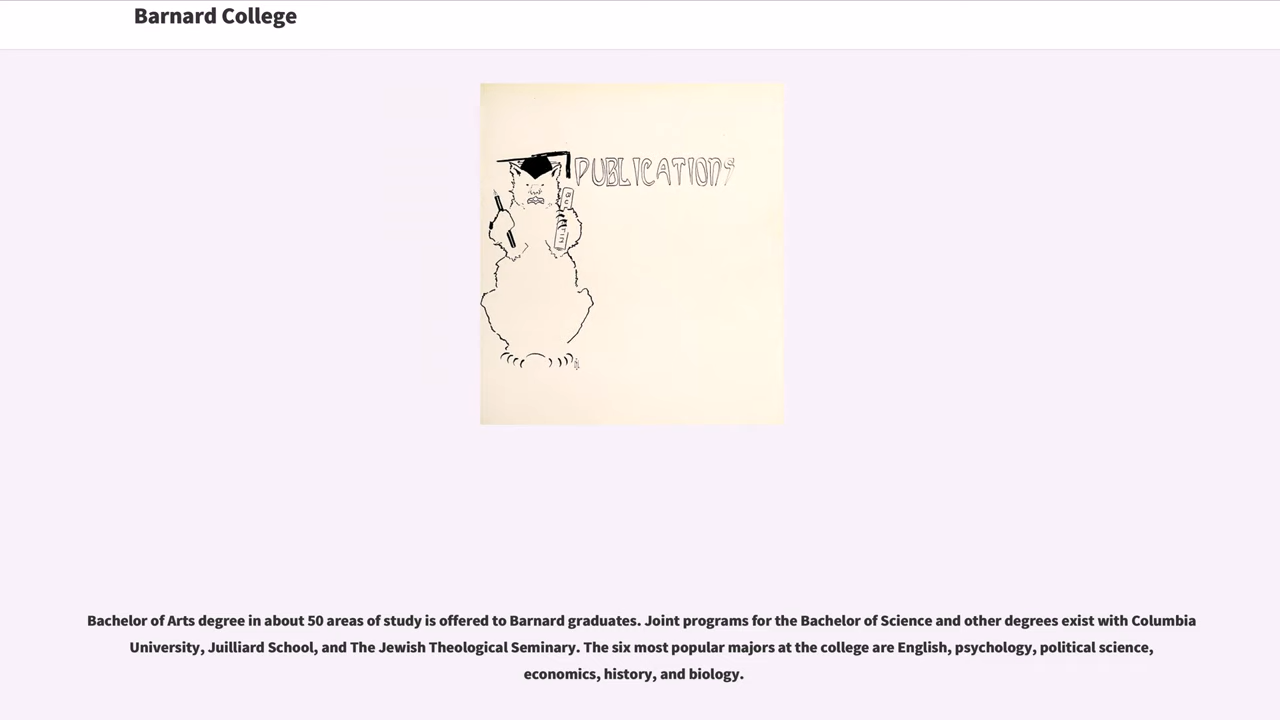 Barnard College
PUBLICATIONS
Bachelor of Arts degree in about 50 areas of study is offered to Barnard graduates. Joint programs for the Bachelor of Science and other degrees exist with Columbia
University, Juilliard School, and The Jewish Theological Seminary. The six most popular majors at the college are English, psychology, political science,
economics, history, and biology.